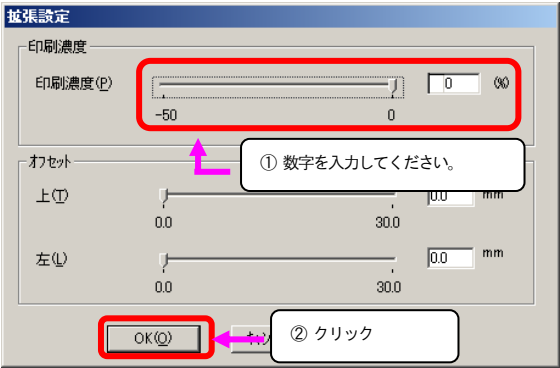 拡張設定
印刷濃度
印刷濃度(P) 0 (%)
-50 0
① 数字を入力してください。
オフセット
上(T) 0.0 mm
0.0 30.0
左(L) 0.0 mm
0.0 30.0
OK(O)
② クリック